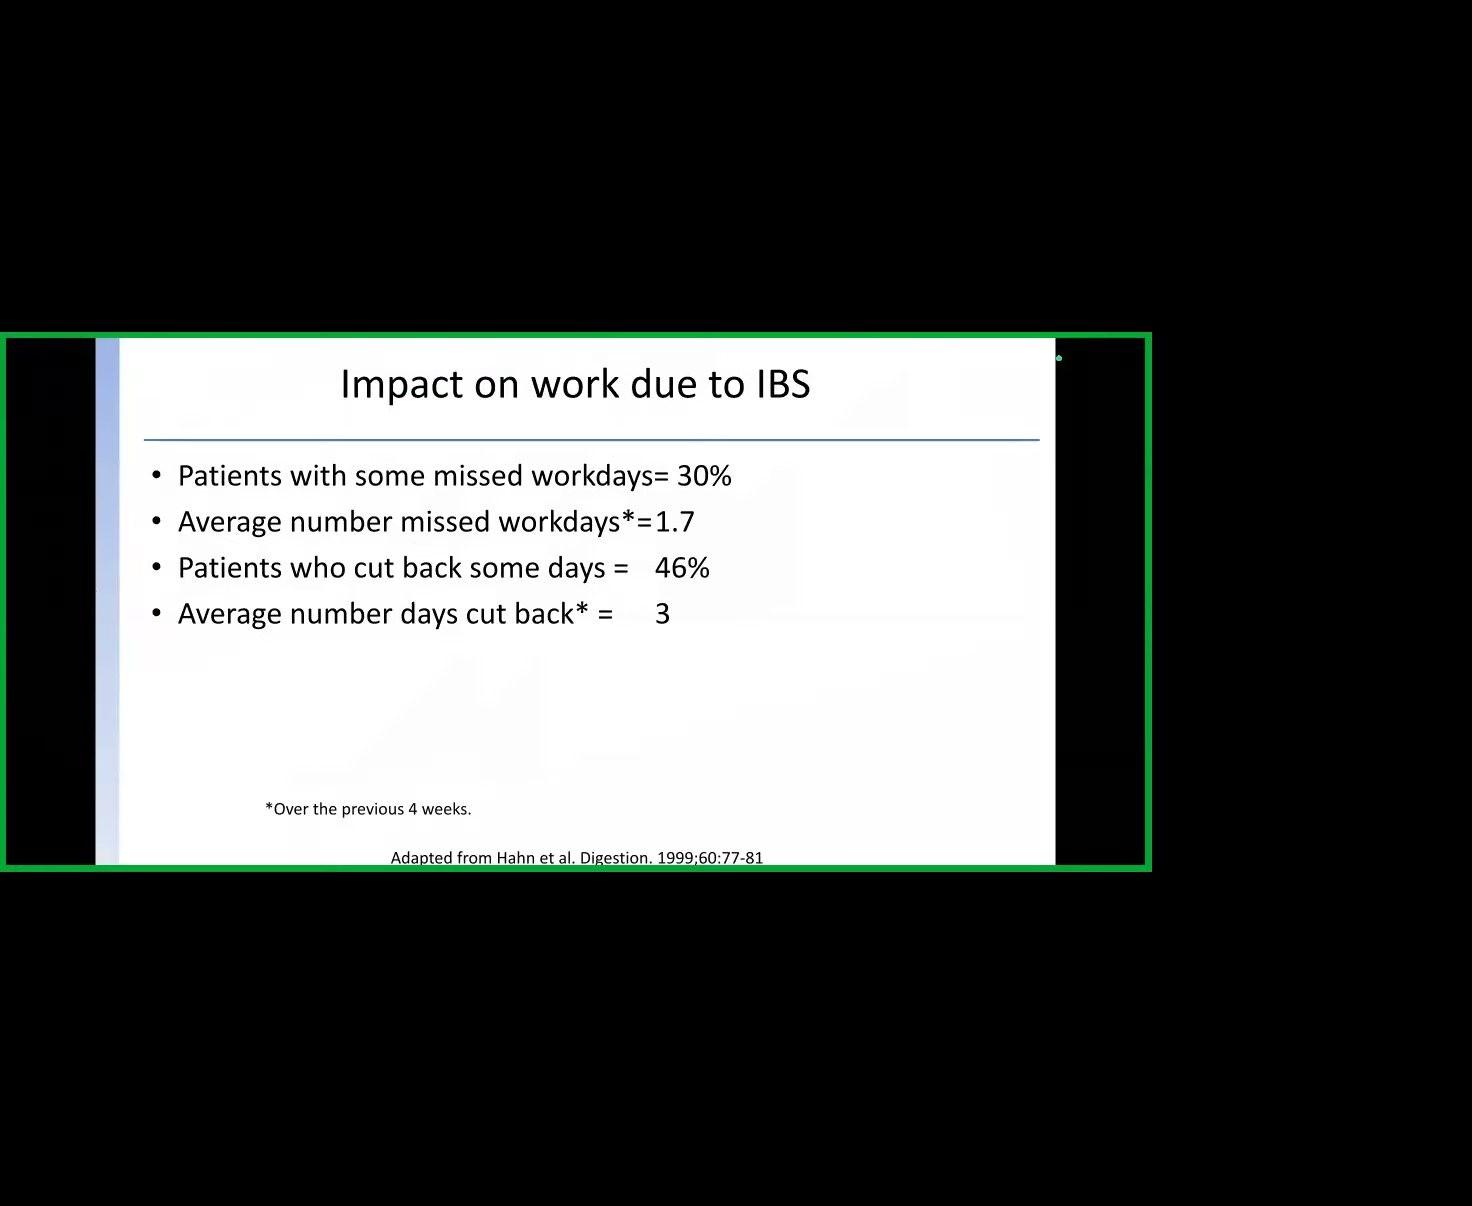 Impact on work due to IBS
• Patients with some missed workdays= 30%
• Average number missed workdays*=1.7
• Patients who cut back some days = 46%
• Average number days cut back* = 3
*Over the previous 4 weeks.
Adapted from Hahn et al. Digestion. 1999;60:77-81